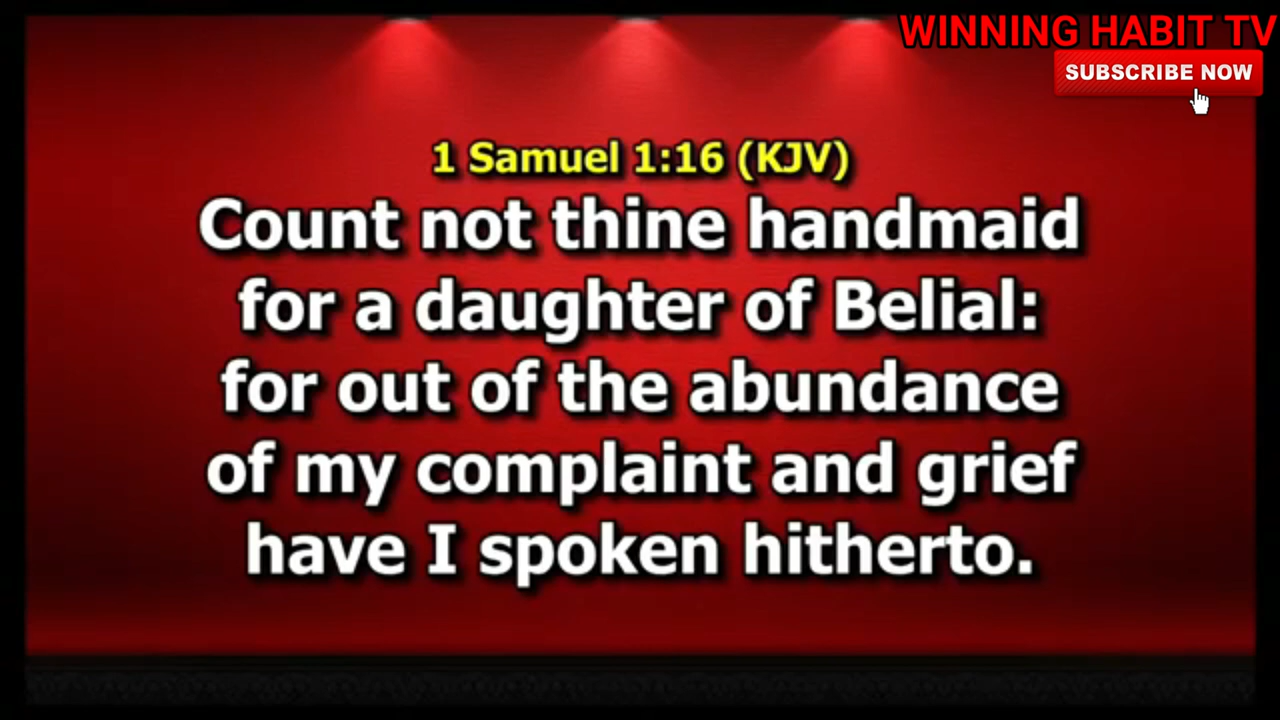 WINNING HABIT TV
SUBSCRIBE NOW
1 Samuel 1:16 (KJV)
Count not thine handmaid
for a daughter of Belial:
for out of the abundance
of my complaint and grief
have I spoken hitherto.